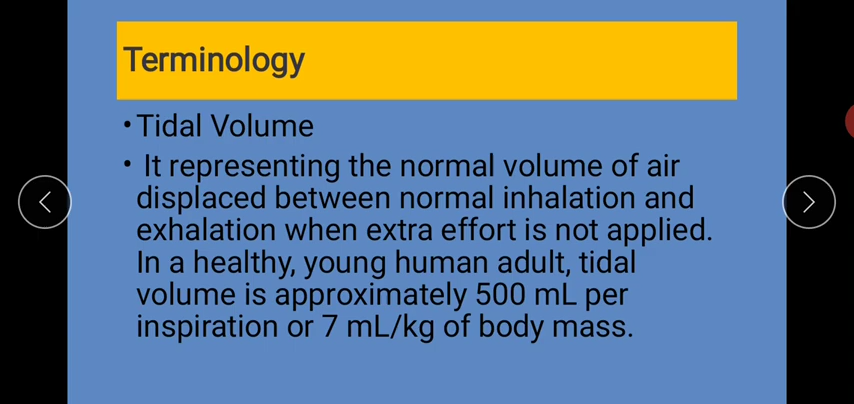 Terminology
•Tidal Volume
• It representing the normal volume of air
displaced between normal inhalation and
exhalation when extra effort is not applied.
In a healthy, young human adult, tidal
volume is approximately 500 mL per
inspiration or 7 mL/kg of body mass.